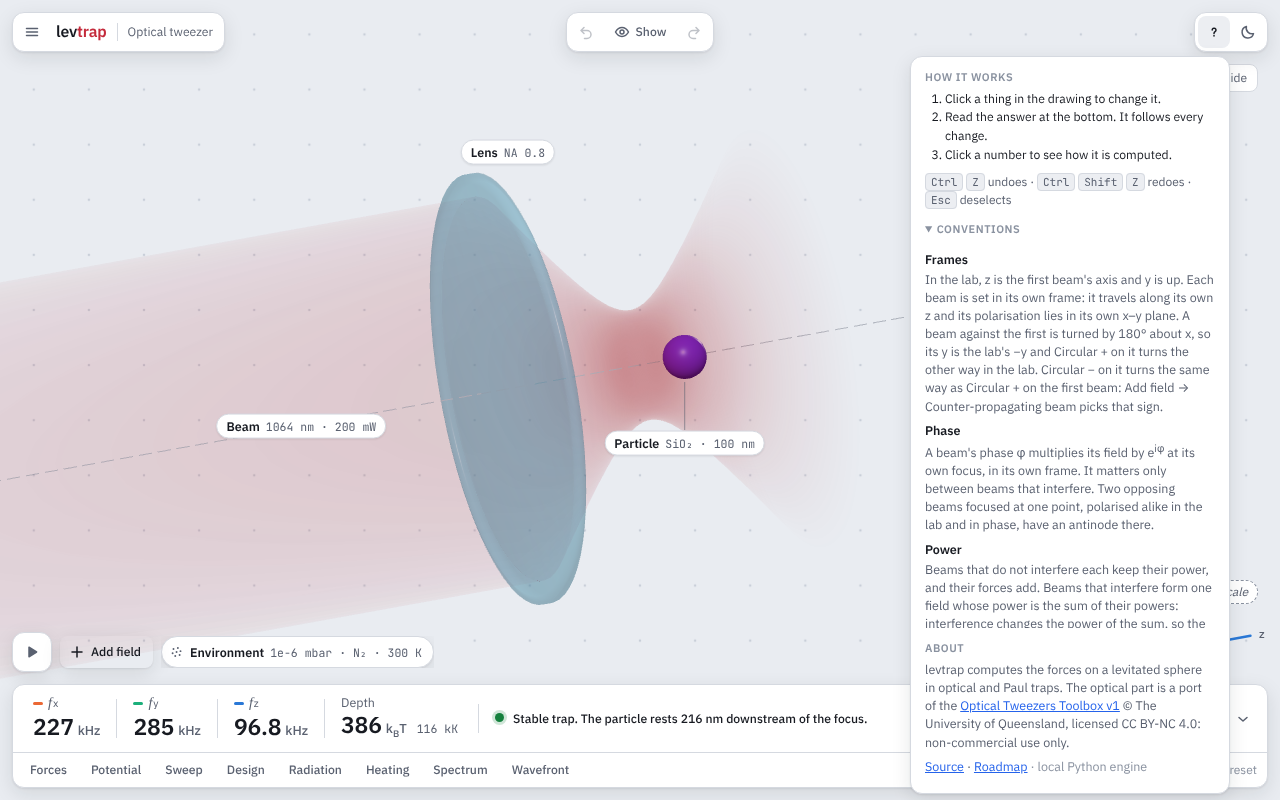 levtrap Optical tweezer
Show
?
HOW IT WORKS
1. Click a thing in the drawing to change it.
2. Read the answer at the bottom. It follows every
change.
3. Click a number to see how it is computed.
Ctrl Z undoes · Ctrl Shift Z redoes ·
Esc deselects
▼ CONVENTIONS
Frames
In the lab, z is the first beam's axis and y is up. Each
beam is set in its own frame: it travels along its own
z and its polarisation lies in its own x–y plane. A
beam against the first is turned by 180° about x, so
its y is the lab's −y and Circular + on it turns the
other way in the lab. Circular − on it turns the same
way as Circular + on the first beam: Add field →
Counter-propagating beam picks that sign.
Phase
A beam's phase φ multiplies its field by e^iφ at its
own focus, in its own frame. It matters only
between beams that interfere. Two opposing
beams focused at one point, polarised alike in the
lab and in phase, have an antinode there.
Power
Beams that do not interfere each keep their power,
and their forces add. Beams that interfere form one
field whose power is the sum of their powers:
interference changes the power of the sum, so the
ABOUT
levtrap computes the forces on a levitated sphere
in optical and Paul traps. The optical part is a port
of the Optical Tweezers Toolbox v1 © The
University of Queensland, licensed CC BY-NC 4.0:
non-commercial use only.
Source · Roadmap · local Python engine
Lens NA 0.8
Beam 1064 nm · 200 mW
Particle SiO₂ · 100 nm
z
Add field
Environment 1e-6 mbar · N₂ · 300 K
fx
227 kHz
fy
285 kHz
fz
96.8 kHz
Depth
386 kBT 116 kK
Stable trap. The particle rests 216 nm downstream of the focus.
Forces Potential Sweep Design Radiation Heating Spectrum Wavefront
reset